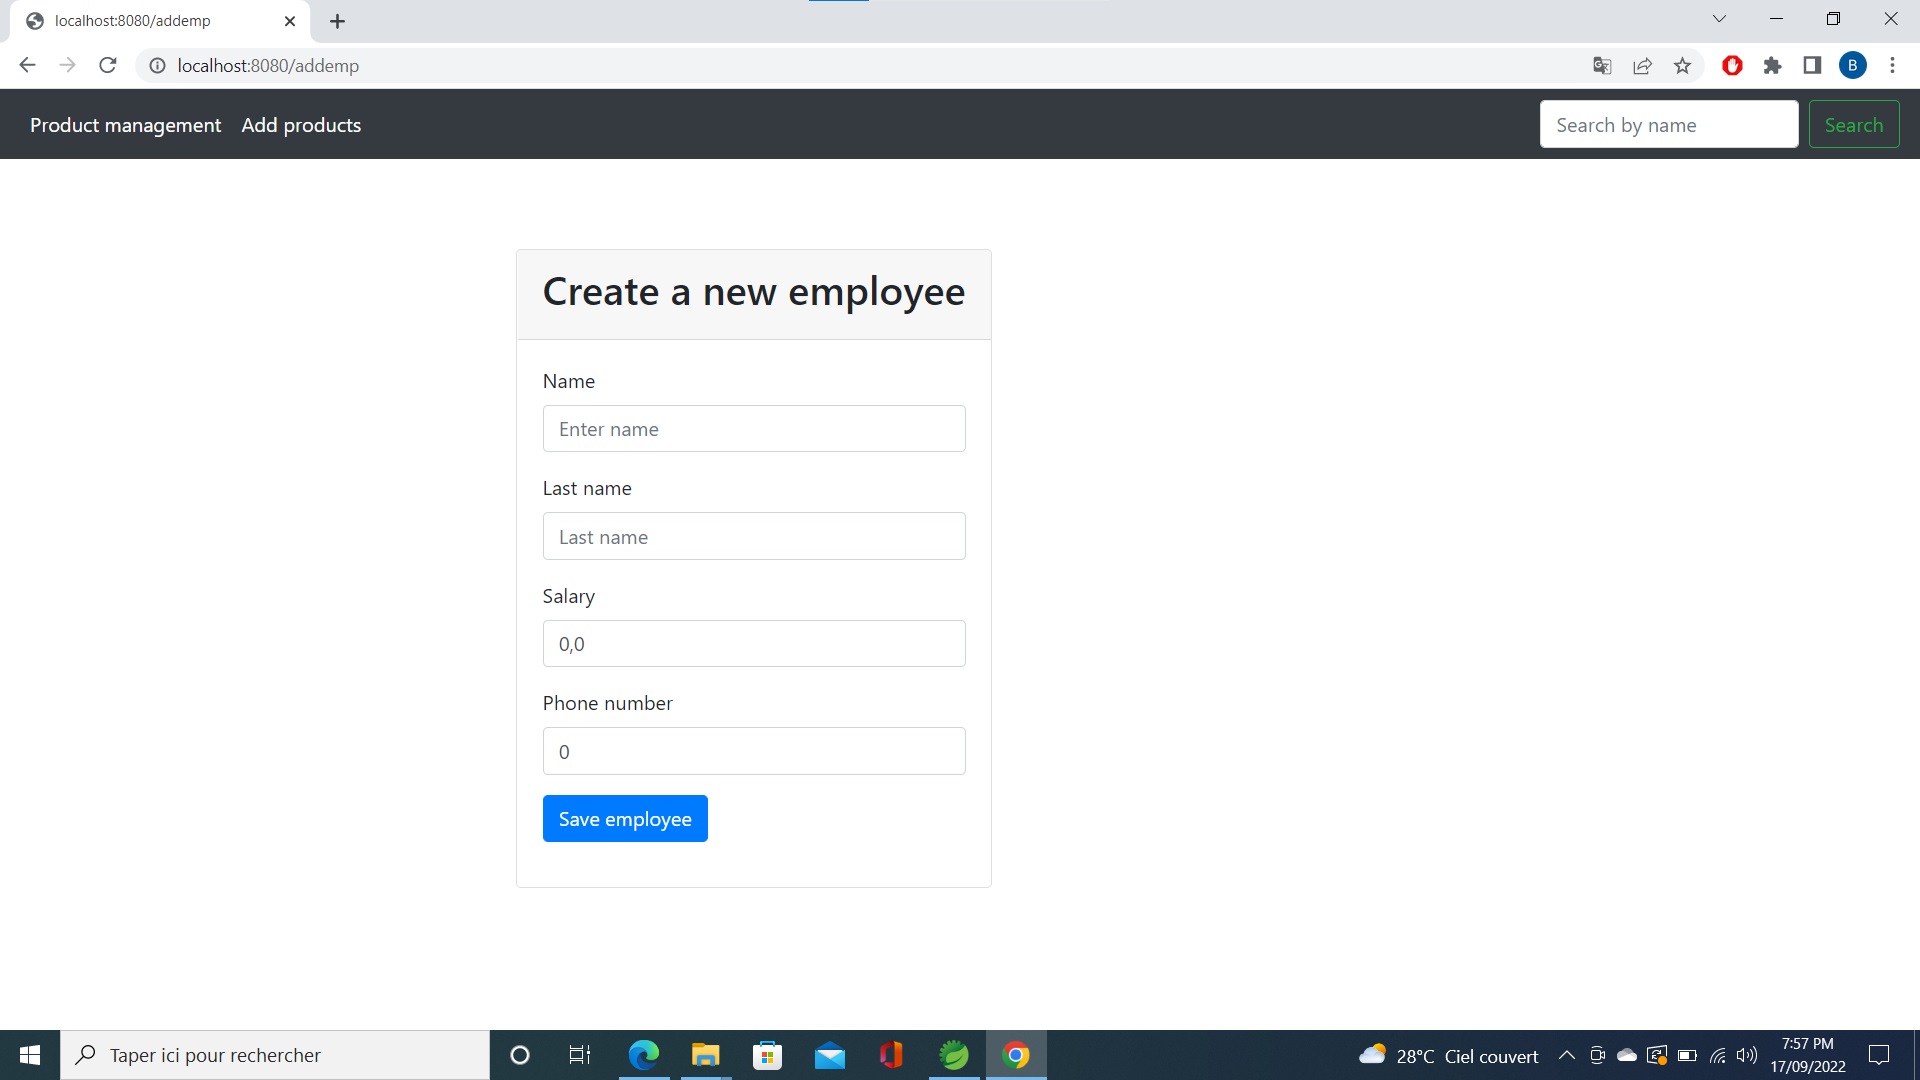 localhost:8080/addemp
localhost:8080/addemp
B
Product management Add products
Search by name Search
Create a new employee
Name
Enter name
Last name
Last name
Salary
0,0
Phone number
0
Save employee
Taper ici pour rechercher
28°C Ciel couvert
7:57 PM
17/09/2022